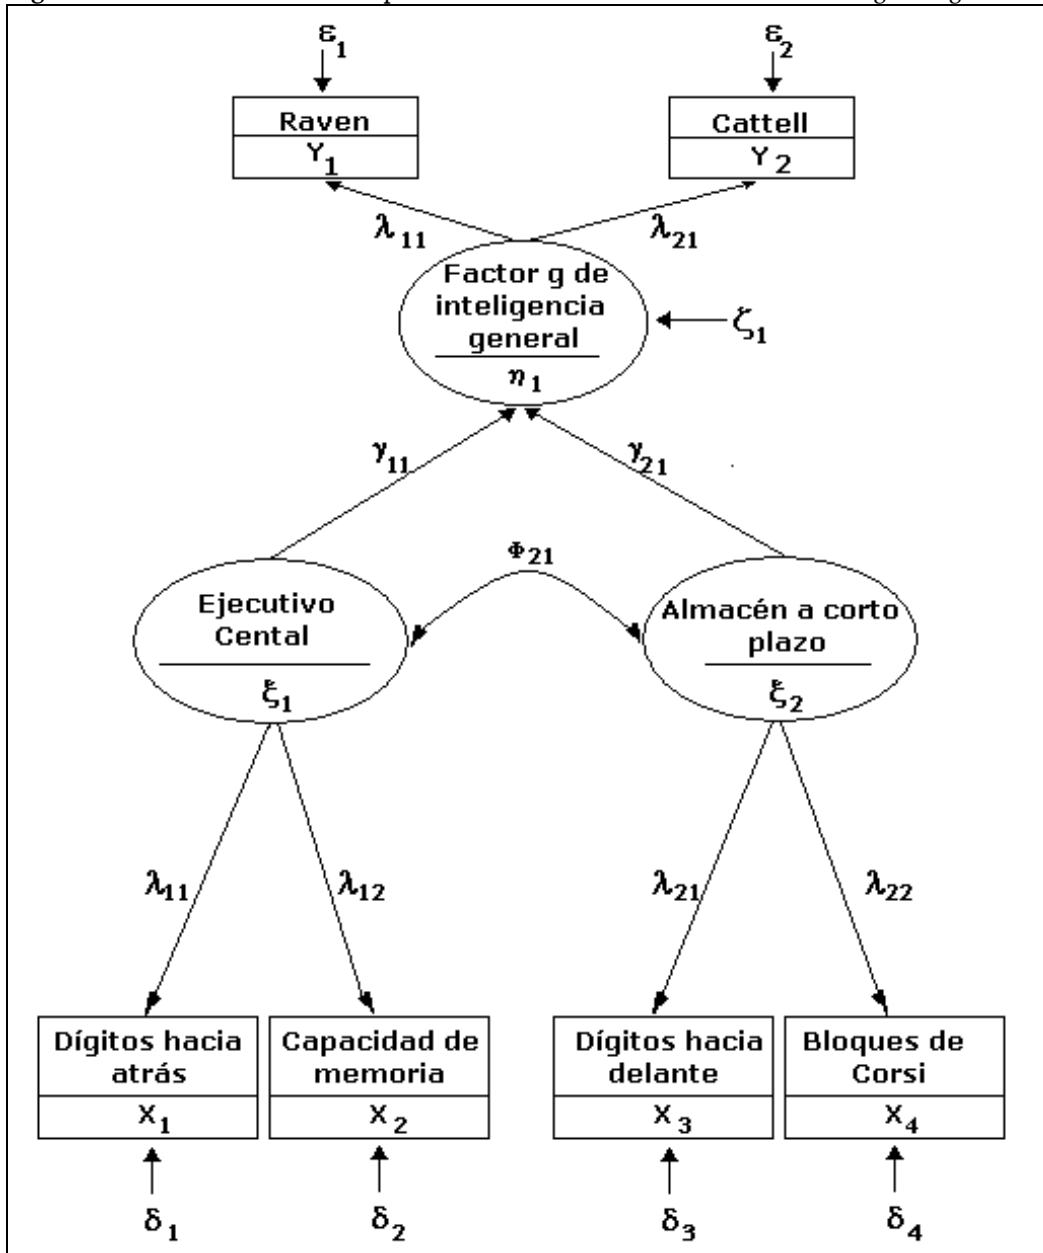 ε1 ε2
Raven Cattell
Y1 Y2
λ11 λ21
Factor g de
inteligencia
general
η1
ζ1
γ11 γ21
Φ21
Ejecutivo
Cental
ξ1
Almacén a corto
plazo
ξ2
λ11 λ12 λ21 λ22
Dígitos hacia
atrás
X1
Capacidad de
memoria
X2
Dígitos hacia
delante
X3
Bloques de
Corsi
X4
δ1 δ2 δ3 δ4